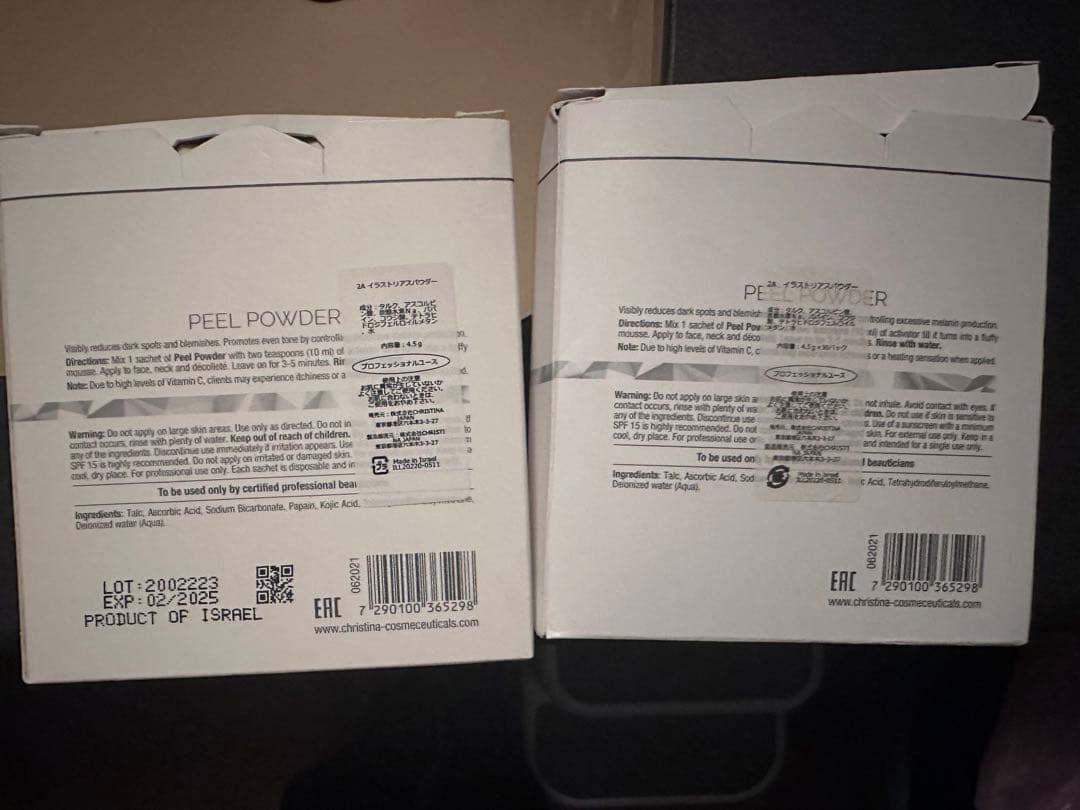 PEEL POWDER
Visibly reduces dark spots and blemishes. Promotes even tone by controlli
Directions: Mix 1 sachet of Peel Powder with two teaspoons (10 ml) of
mousse. Apply to face, neck and décolleté. Leave on for 3-5 minutes. Rin
Note: Due to high levels of Vitamin C, clients may experience itchiness or a
Warning: Do not apply on large skin areas. Use only as directed. Do not in
contact occurs, rinse with plenty of water. Keep out of reach of children.
any of the ingredients. Discontinue use immediately if irritation appears. Use
SPF 15 is highly recommended. Do not apply on irritated or damaged skin.
cool, dry place. For professional use only. Each sachet is disposable and in
To be used only by certified professional beau
Ingredients: Talc, Ascorbic Acid, Sodium Bicarbonate, Papain, Kojic Acid,
Deionized water (Aqua).
2A イラストリアスパウダー
内容量:4.5g
プロフェッショナルユース
使用上の注意
Made in Israel
IL120220-0511
LOT:2002223
EXP:02/2025
PRODUCT OF ISRAEL
EAC
062021
7 290100 365298
www.christina-cosmeceuticals.com
PEEL POWDER
Visibly reduces dark spots and blemis
trolling excessive melanin production.
Directions: Mix 1 sachet of Peel Pow
ml) of activator till it turns into a fluffy
mousse. Apply to face, neck and déco
s. Rinse with water.
Note: Due to high levels of Vitamin C, c
s or a heating sensation when applied.
Warning: Do not apply on large skin a
not inhale. Avoid contact with eyes, if
contact occurs, rinse with plenty of wa
dren. Do not use if skin is sensitive to
any of the ingredients. Discontinue use
s. Use of a sunscreen with a minimum
SPF 15 is highly recommended. Do not
skin. For external use only. Keep in a
cool, dry place. For professional use or
and intended for a single use only.
To be used on
l beauticians
Ingredients: Talc, Ascorbic Acid, Sod
c Acid, Tetrahydrodiferuloylmethane,
Deionized water (Aqua).
2A イラストリアスパウダー
プロフェッショナルユース
Made in Israel
EAC
062021
7 290100 365298
www.christina-cosmeceuticals.com